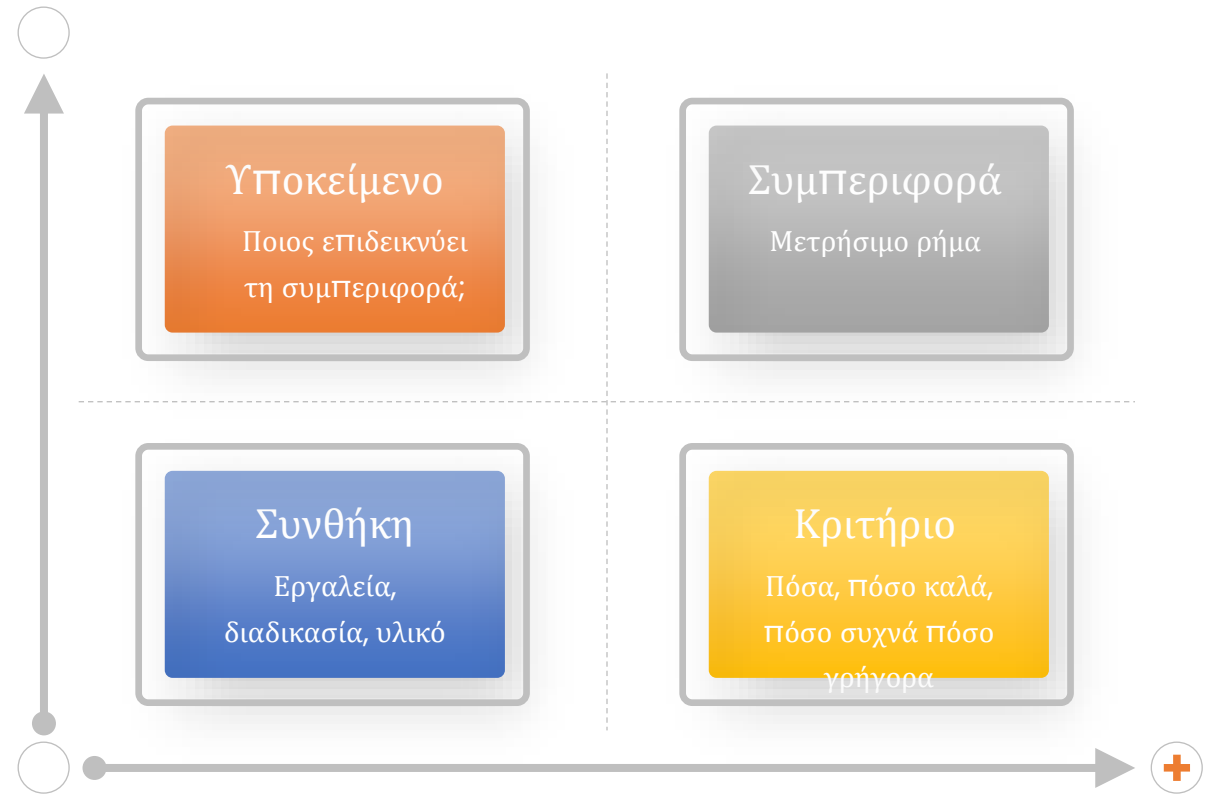 Υποκείμενο
Ποιος επιδεικνύει
τη συμπεριφορά;
Συμπεριφορά
Μετρήσιμο ρήμα
Συνθήκη
Εργαλεία,
διαδικασία, υλικό
Κριτήριο
Πόσα, πόσο καλά,
πόσο συχνά πόσο
γρήγορα